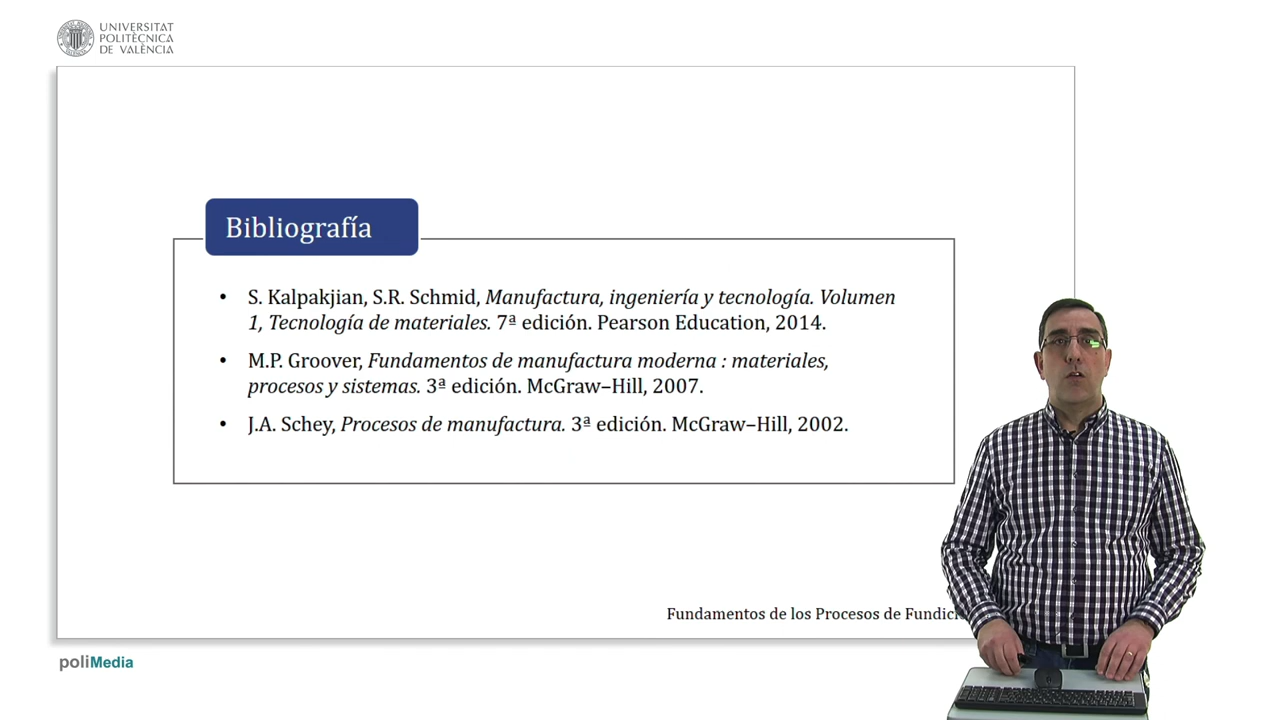 UNIVERSITAT
POLITÈCNICA
DE VALÈNCIA
Bibliografía
• S. Kalpakjian, S.R. Schmid, Manufactura, ingeniería y tecnología. Volumen
1, Tecnología de materiales. 7ª edición. Pearson Education, 2014.
• M.P. Groover, Fundamentos de manufactura moderna : materiales,
procesos y sistemas. 3ª edición. McGraw–Hill, 2007.
• J.A. Schey, Procesos de manufactura. 3ª edición. McGraw–Hill, 2002.
Fundamentos de los Procesos de
poliMedia